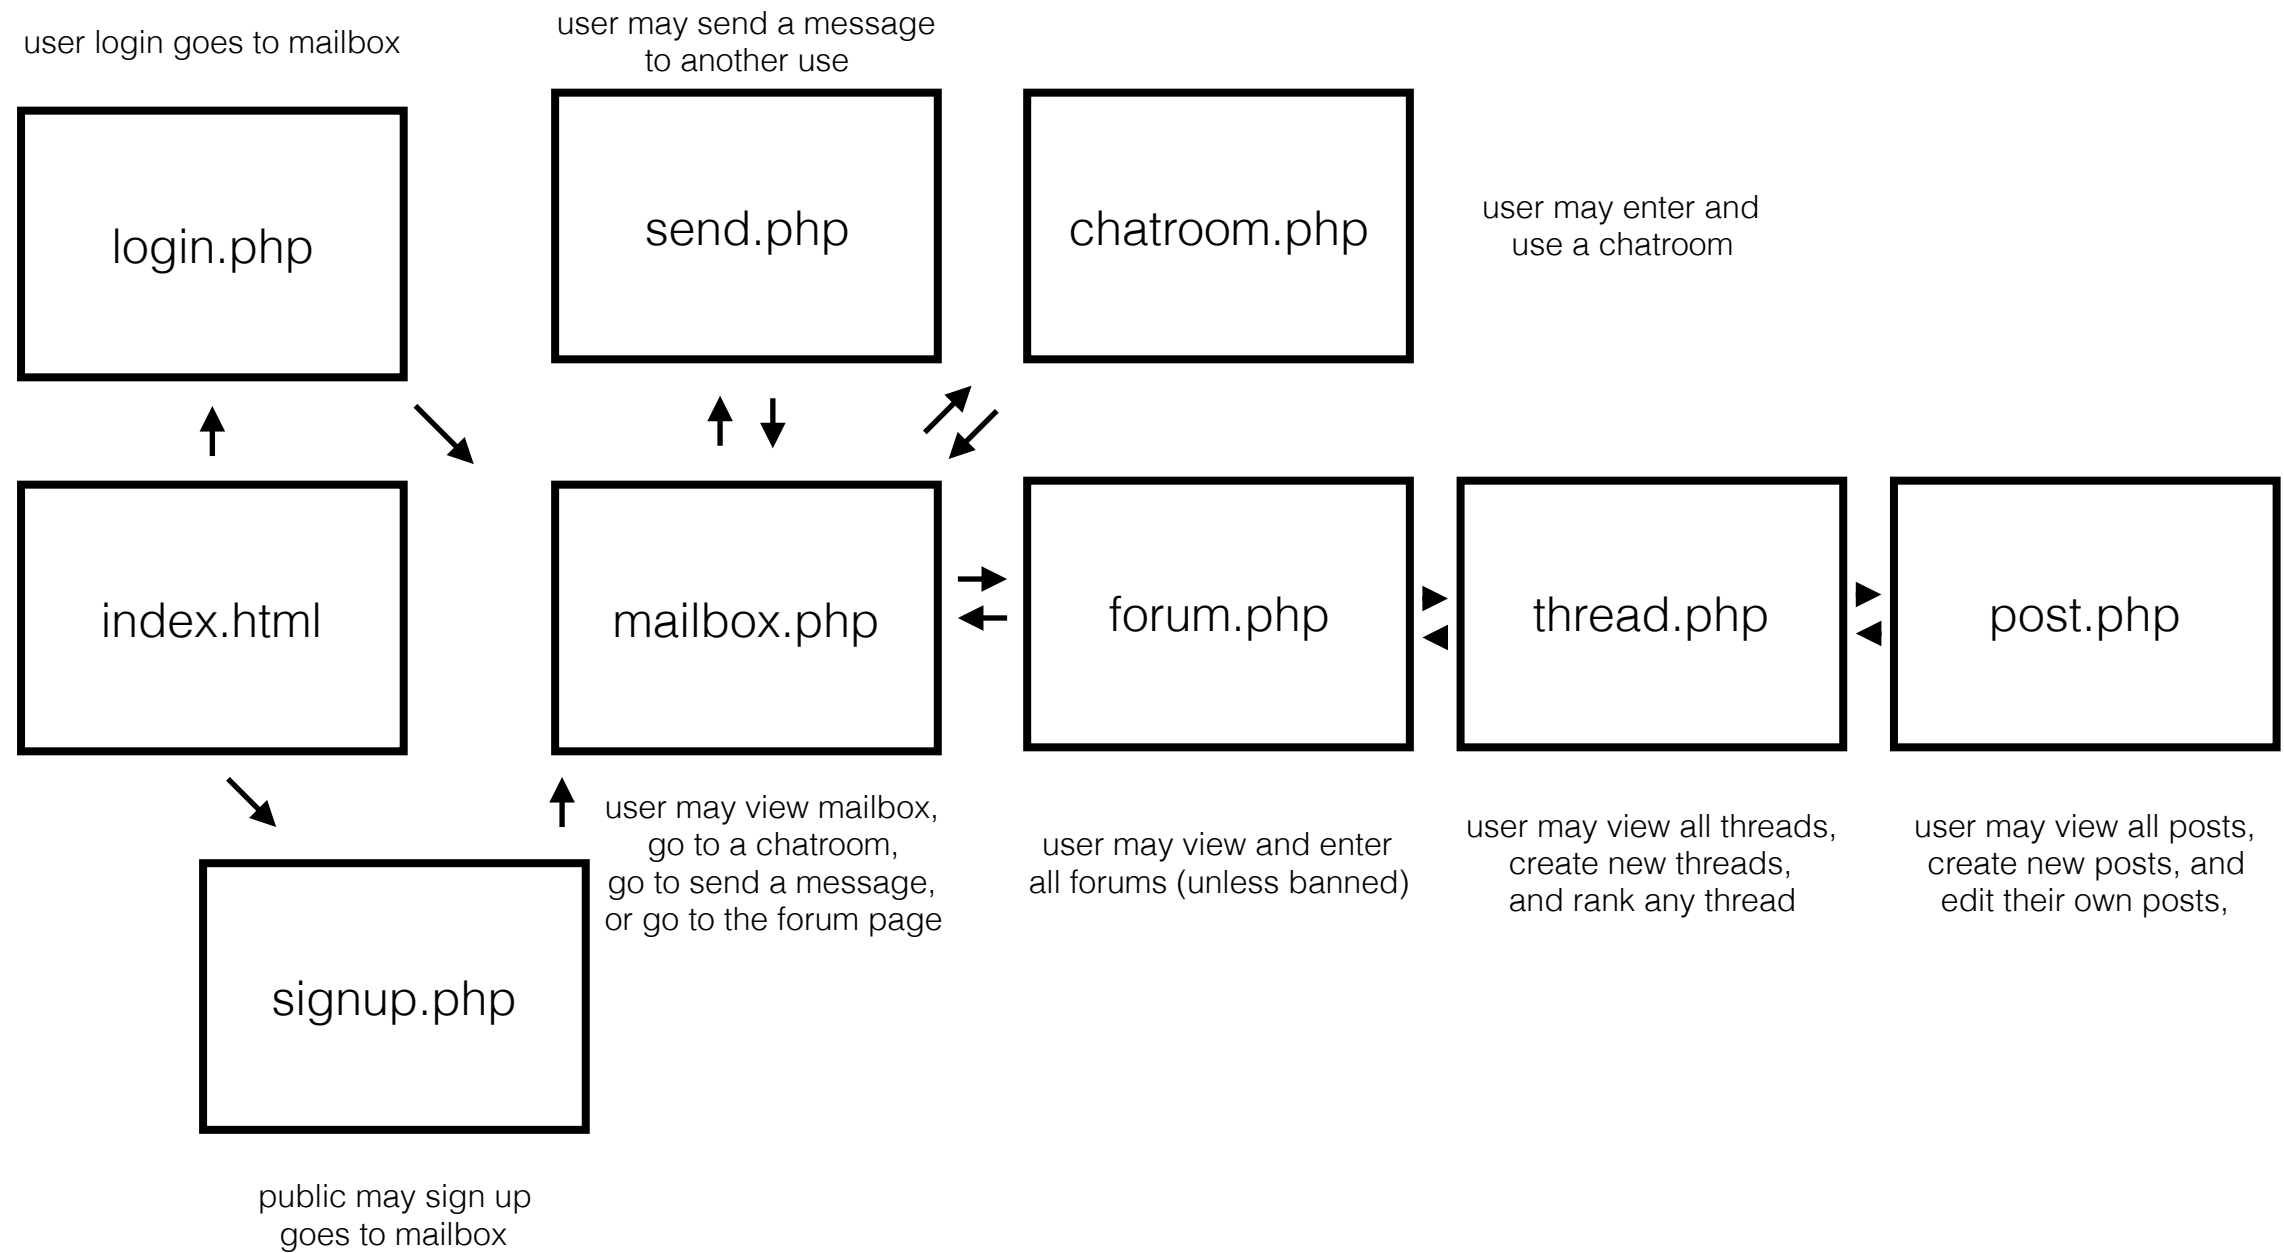 user login goes to mailbox
user may send a message
to another use
login.php
send.php
chatroom.php
user may enter and
use a chatroom
index.html
mailbox.php
forum.php
thread.php
post.php
user may view mailbox,
go to a chatroom,
go to send a message,
or go to the forum page
user may view and enter
all forums (unless banned)
user may view all threads,
create new threads,
and rank any thread
user may view all posts,
create new posts, and
edit their own posts,
signup.php
public may sign up
goes to mailbox